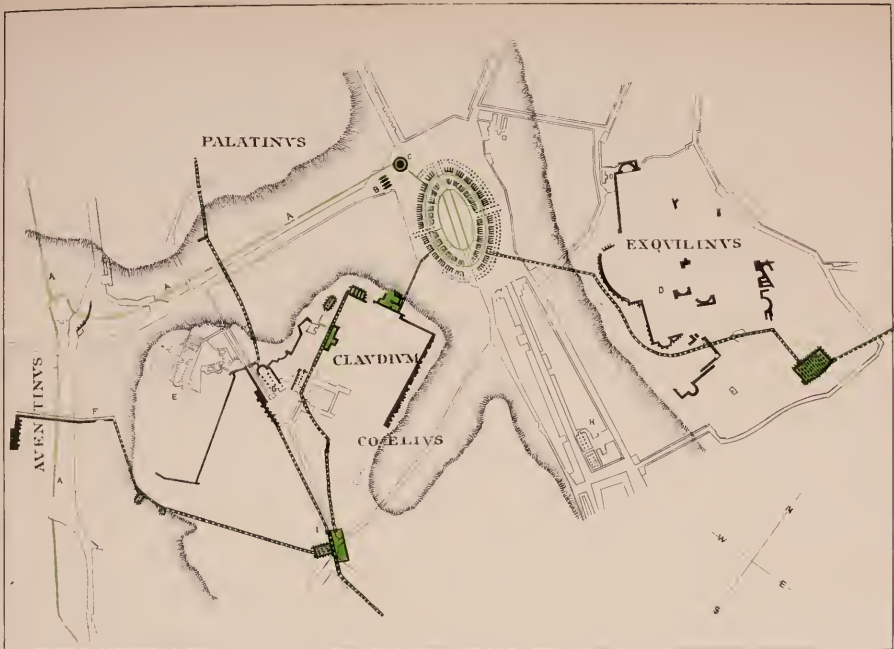 PALATINVS
C
B
A
EXQVILINVS
A
A
D
CLAVDIVM
AVENTINVS
E
F
COELIVS
H
A
I
N
W
E
S